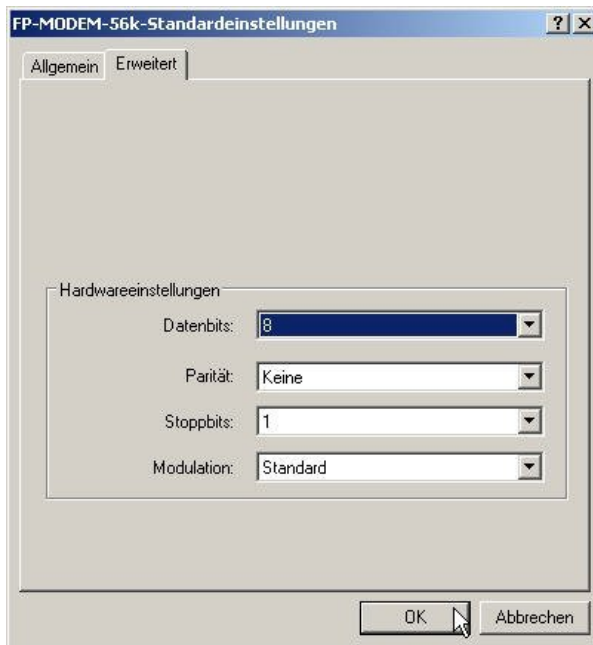 FP-MODEM-56k-Standardeinstellungen
Allgemein Erweitert
Hardwareeinstellungen
Datenbits: 8
Parität: Keine
Stoppbits: 1
Modulation: Standard
OK Abbrechen